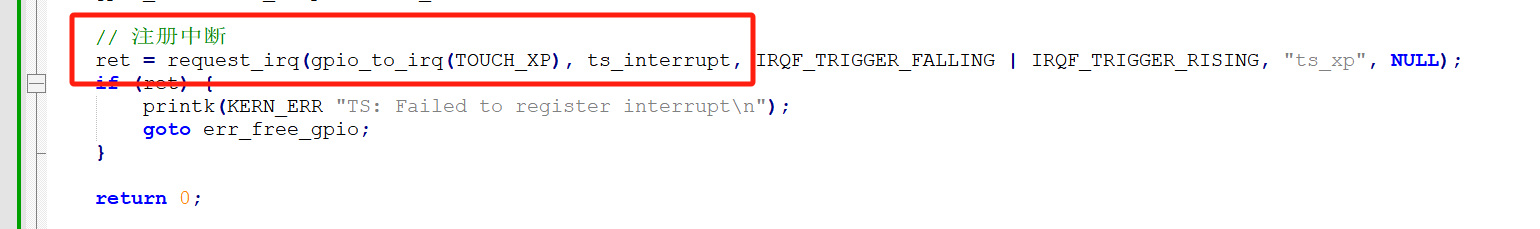 // 注册中断
ret = request_irq(gpio_to_irq(TOUCH_XP), ts_interrupt, IRQF_TRIGGER_FALLING | IRQF_TRIGGER_RISING, "ts_xp", NULL);
if (ret) {
printk(KERN_ERR "TS: Failed to register interrupt\n");
goto err_free_gpio;
}
return 0;